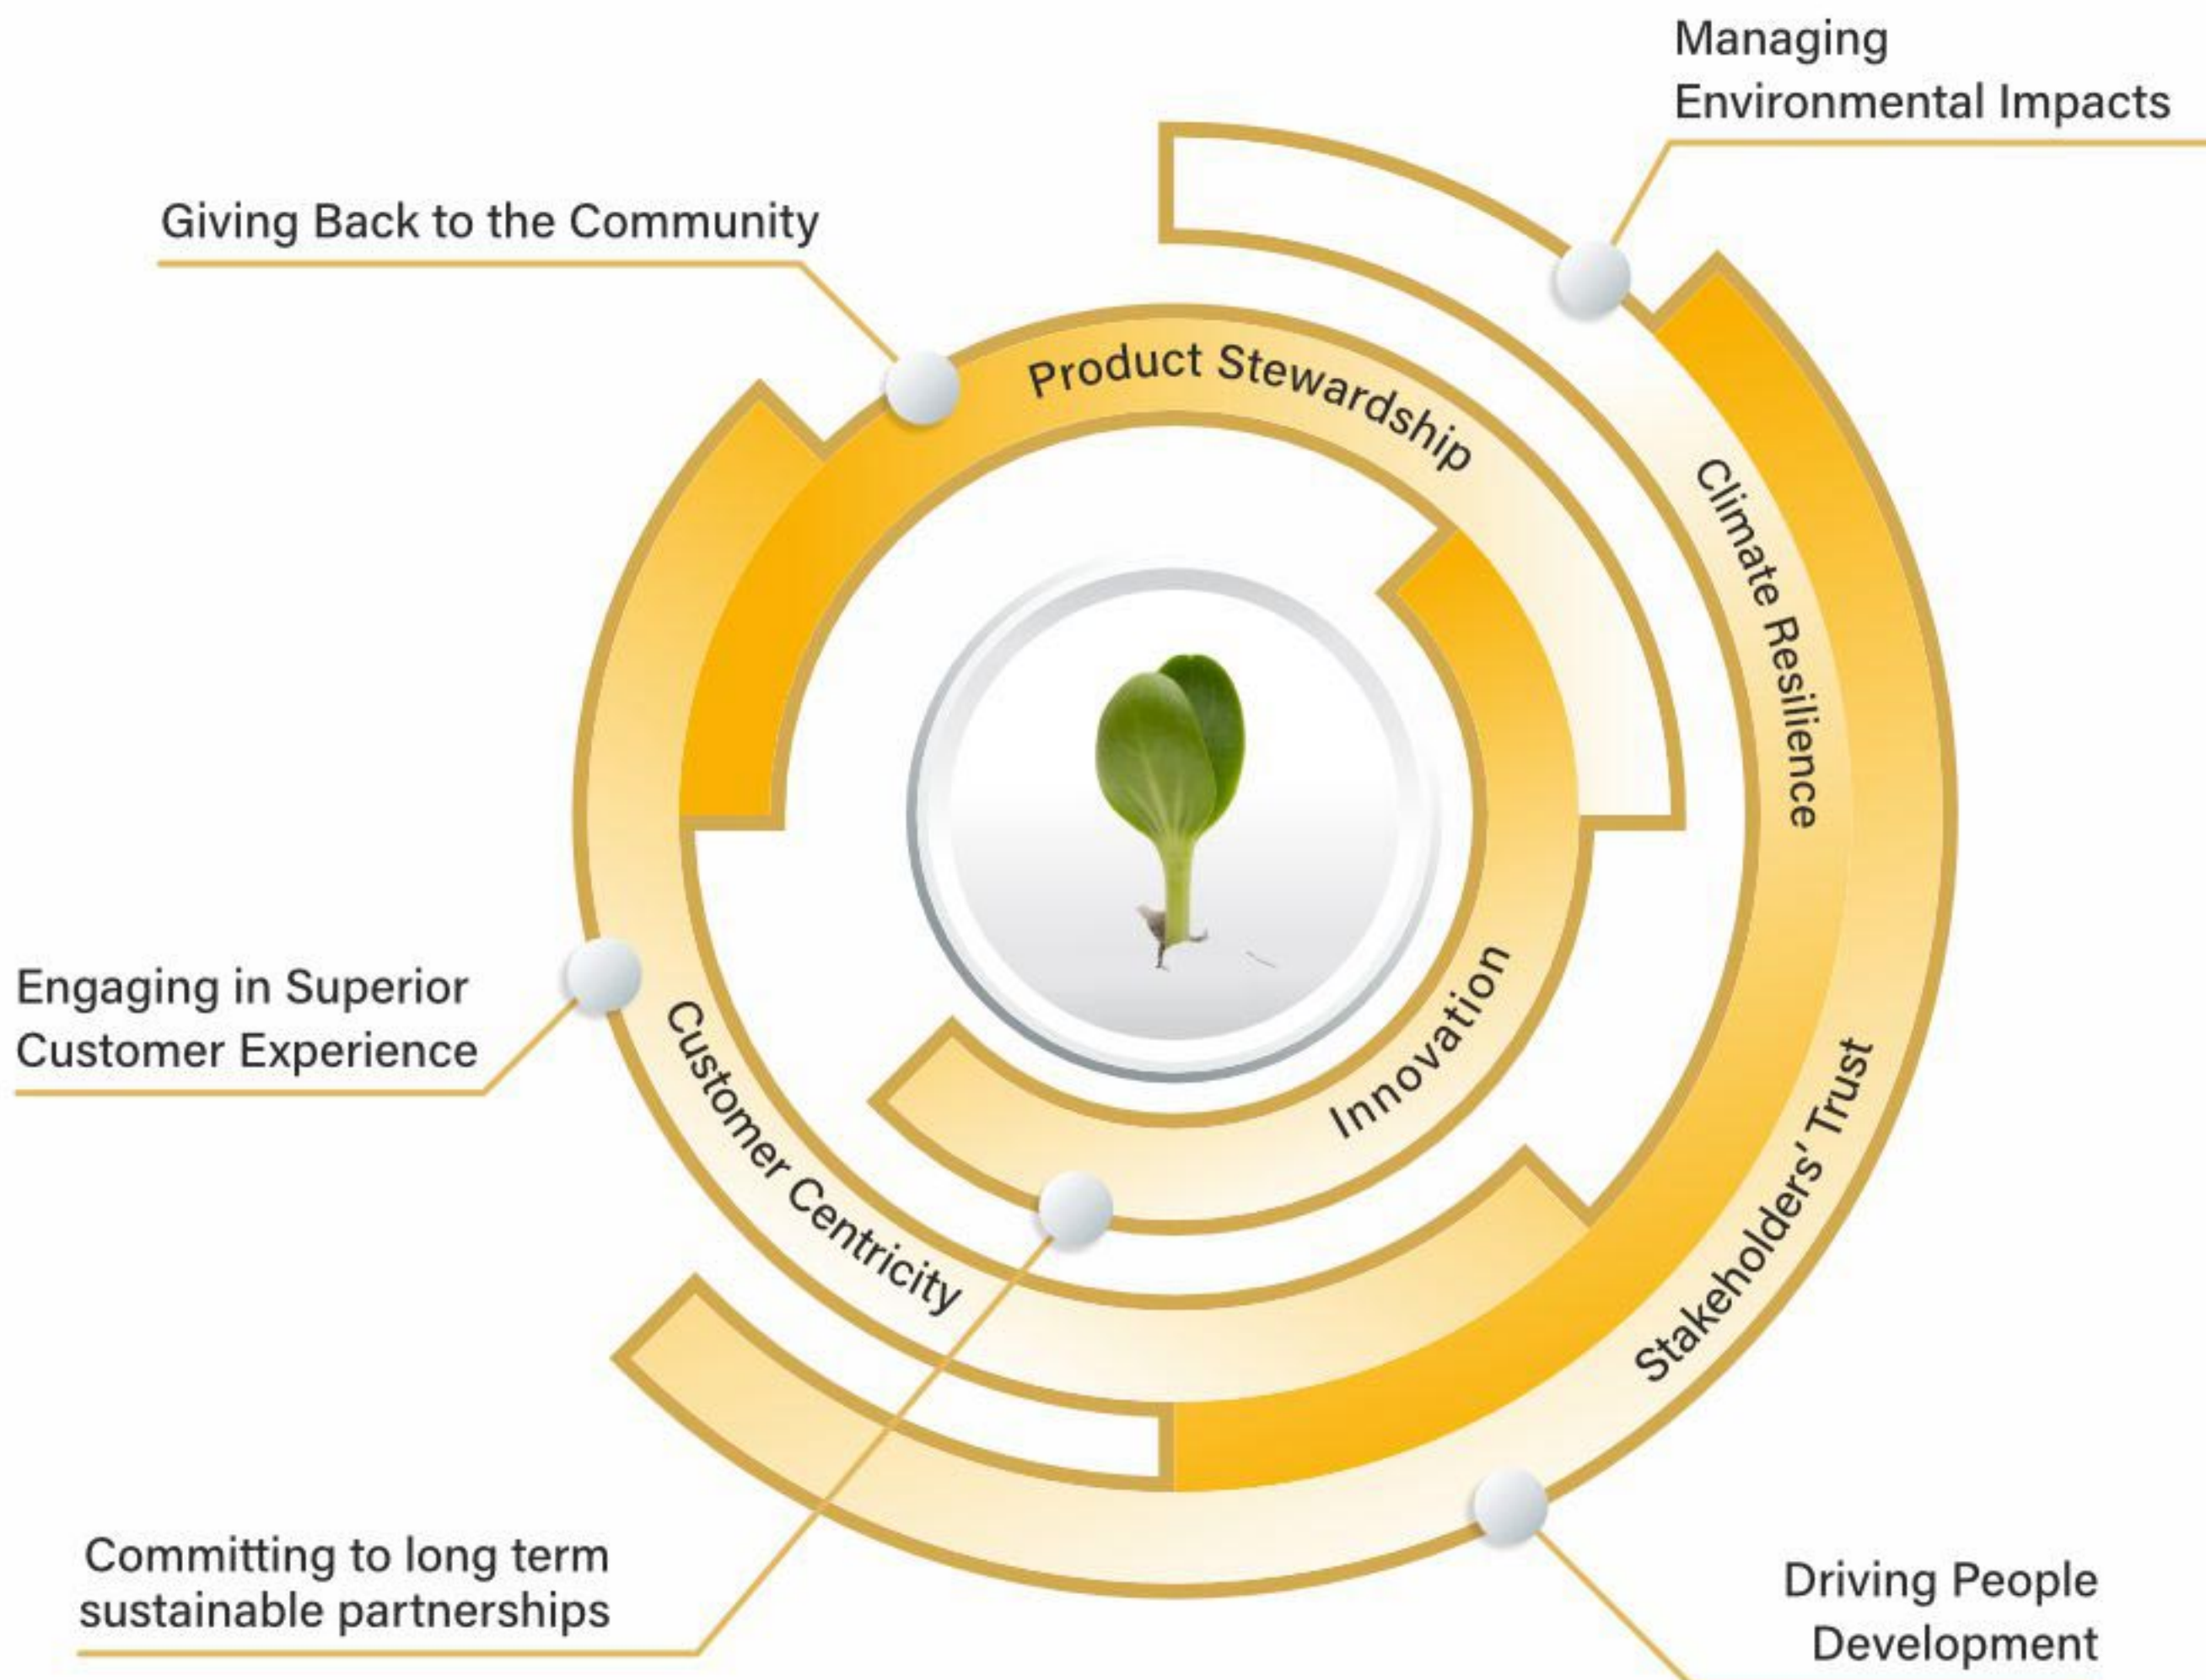 Managing
Environmental Impacts
Giving Back to the Community
Product Stewardship
Climate Resilience
Engaging in Superior
Customer Experience
Customer Centricity
Innovation
Stakeholders' Trust
Committing to long term
sustainable partnerships
Driving People
Development